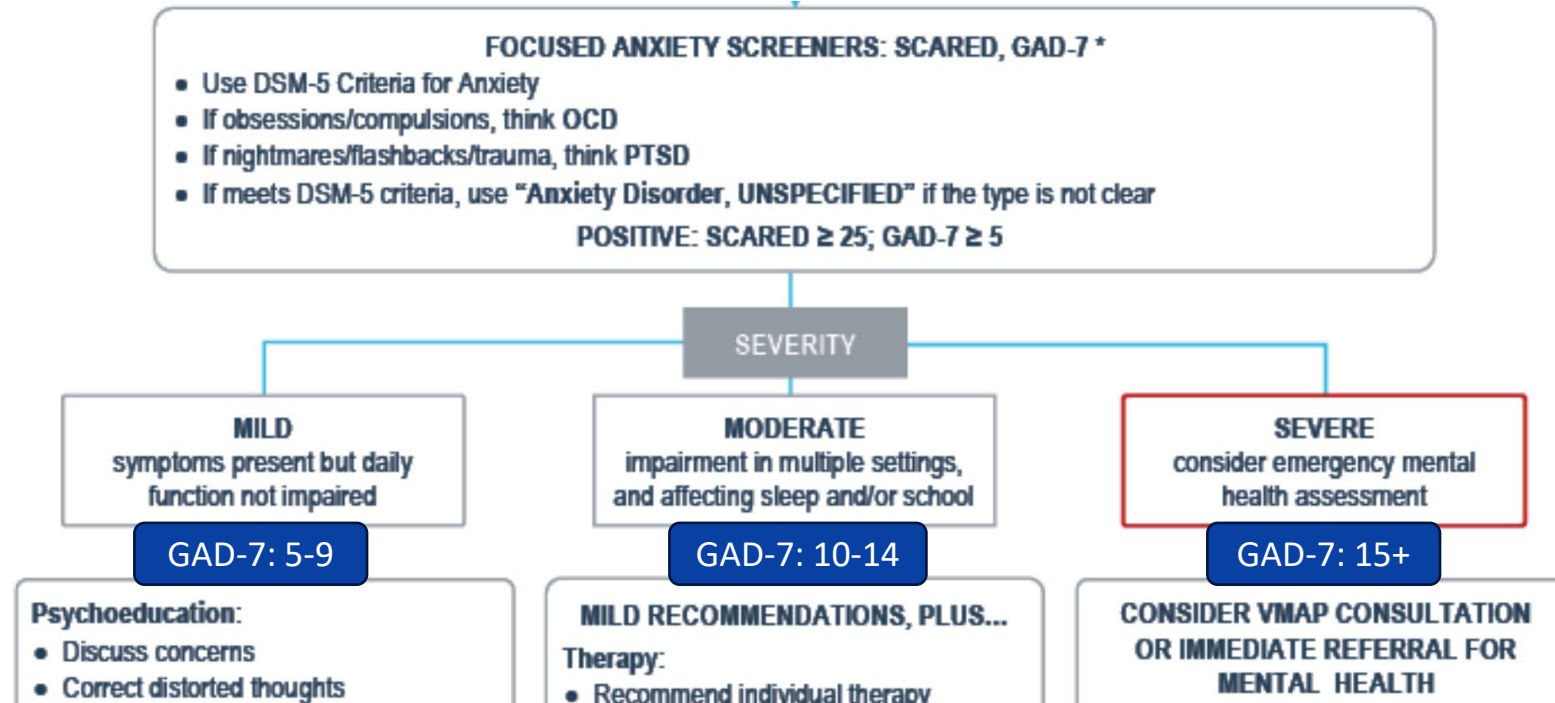 FOCUSED ANXIETY SCREENERS: SCARED, GAD-7 *
• Use DSM-5 Criteria for Anxiety
• If obsessions/compulsions, think OCD
• If nightmares/flashbacks/trauma, think PTSD
• If meets DSM-5 criteria, use “Anxiety Disorder, UNSPECIFIED” if the type is not clear
POSITIVE: SCARED ≥ 25; GAD-7 ≥ 5
SEVERITY
MILD
symptoms present but daily
function not impaired
GAD-7: 5-9
Psychoeducation:
• Discuss concerns
• Correct distorted thoughts
MODERATE
impairment in multiple settings,
and affecting sleep and/or school
GAD-7: 10-14
MILD RECOMMENDATIONS, PLUS...
Therapy:
• Recommend individual therapy
SEVERE
consider emergency mental
health assessment
GAD-7: 15+
CONSIDER VMAP CONSULTATION
OR IMMEDIATE REFERRAL FOR
MENTAL HEALTH